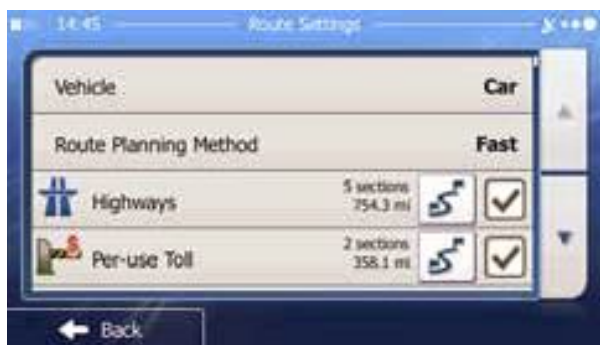 14:45 Route Settings
Vehicle Car
Route Planning Method Fast
Highways 5 sections 754.3 mi
Per-use Toll 2 sections 358.1 mi
Back